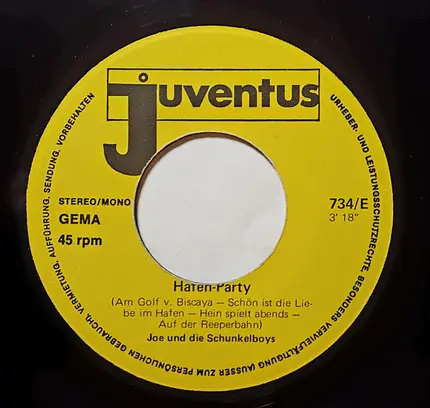 juventus
STEREO/MONO
GEMA
45 rpm
734/E
3' 18"
Hafen-Party
(Am Golf v. Biscaya – Schön ist die Lie-
be im Hafen – Hein spielt abends –
Auf der Reeperbahn)
Joe und die Schunkelboys
URHEBER- UND LEISTUNGSSCHUTZRECHTE, BESONDERS VERVIELFÄLTIGUNG (AUSSER ZUM PERSÖNLICHEN GEBRAUCH), VERMIETUNG, AUFFÜHRUNG, SENDUNG, VORBEHALTEN